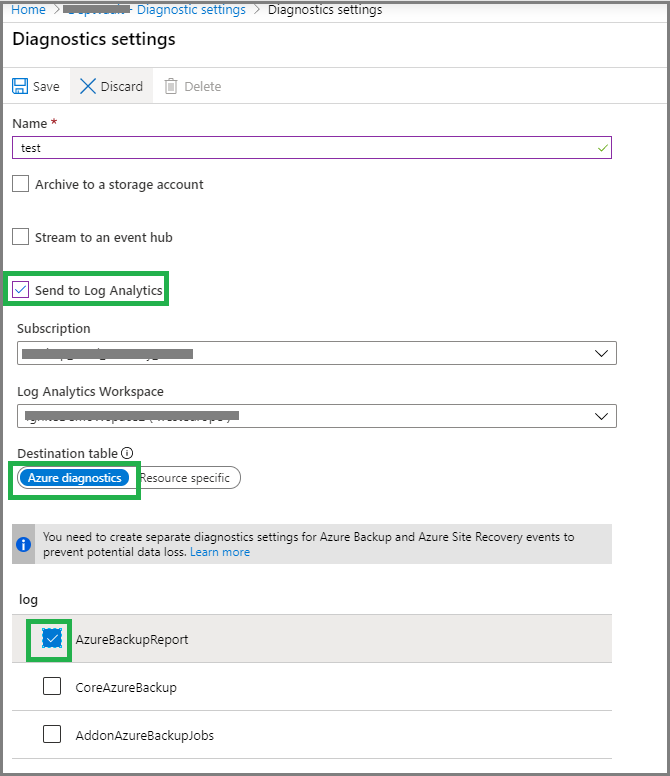 Home > Diagnostic settings > Diagnostics settings
Diagnostics settings
Save Discard Delete
Name *
test
Archive to a storage account
Stream to an event hub
Send to Log Analytics
Subscription
Log Analytics Workspace
Destination table
Azure diagnostics Resource specific
You need to create separate diagnostics settings for Azure Backup and Azure Site Recovery events to
prevent potential data loss. Learn more
log
AzureBackupReport
CoreAzureBackup
AddonAzureBackupJobs